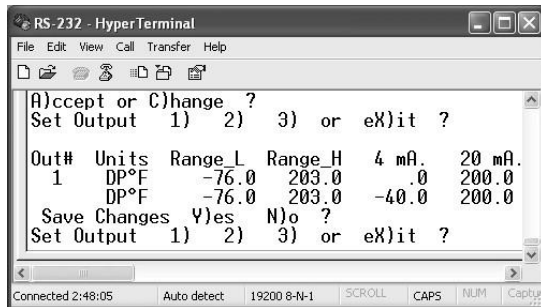 RS-232 - HyperTerminal
File Edit View Call Transfer Help
A)ccept or C)hange ?
Set Output 1) 2) 3) or eX)it ?
Out# Units Range_L Range_H 4 mA. 20 mA.
1 DP°F -76.0 203.0 .0 200.0
DP°F -76.0 203.0 -40.0 200.0
Save Changes Y)es N)o ?
Set Output 1) 2) 3) or eX)it ?
Connected 2:48:05 Auto detect 19200 8-N-1 SCROLL CAPS NUM Captu